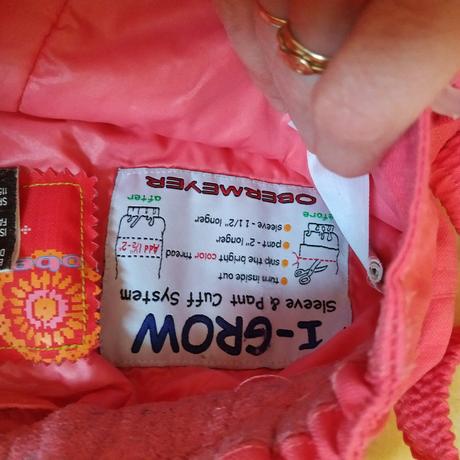 I-GROW
Sleeve & Pant Cuff System
turn inside out
snip the bright color thread
pant - 2" longer
sleeve - 1 1/2" longer
Add 1½-2"
after
OBERMEYER